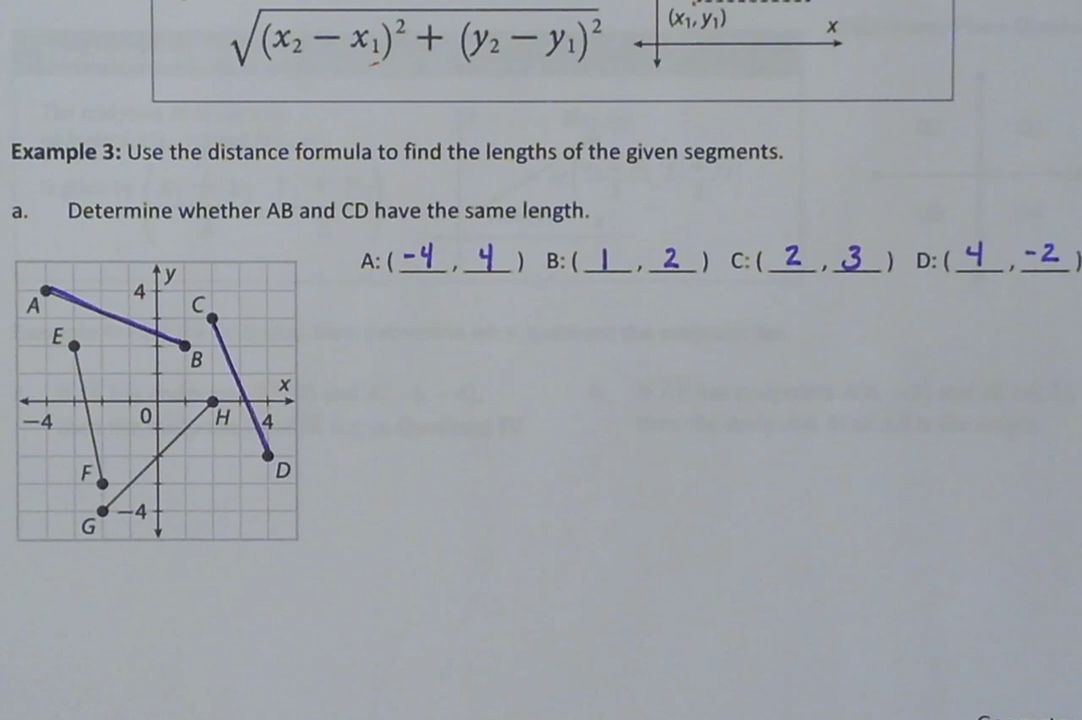 √(x₂ − x₁)² + (y₂ − y₁)²
(x₁, y₁)
x
Example 3: Use the distance formula to find the lengths of the given segments.
a. Determine whether AB and CD have the same length.
A: ( -4 , 4 ) B: ( 1 , 2 ) C: ( 2 , 3 ) D: ( 4 , -2 )
y
4
A
C
E
B
x
−4
0
H
4
F
D
−4
G